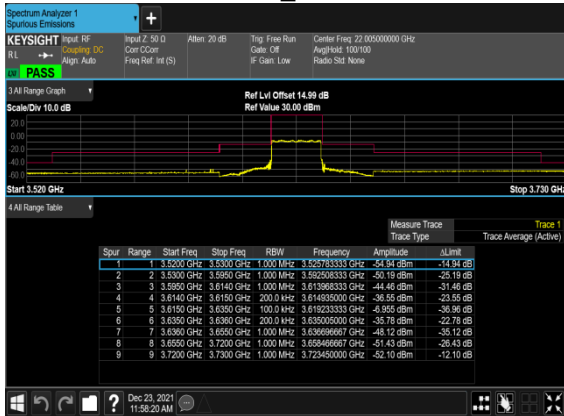 Spectrum Analyzer 1
Spurious Emissions
KEYSIGHT Input: RF Input Z: 50 Ω Atten: 20 dB Trig: Free Run Center Freq: 22.005000000 GHz
RL Coupling: DC Corr CCorr Gate: Off Avg|Hold: 100/100
Align: Auto Freq Ref: Int (S) IF Gain: Low Radio Std: None
PASS
3 All Range Graph Ref Lvl Offset 14.99 dB
Scale/Div 10.0 dB Ref Value 30.00 dBm
20.0
0.00
-20.0
-40.0
-60.0
Start 3.520 GHz Stop 3.730 GHz
4 All Range Table
Measure Trace Trace 1
Trace Type Trace Average (Active)
Spur Range Start Freq Stop Freq RBW Frequency Amplitude ΔLimit
1 1 3.5200 GHz 3.5300 GHz 1.000 MHz 3.525783333 GHz -54.94 dBm -14.94 dB
2 2 3.5300 GHz 3.5950 GHz 1.000 MHz 3.592508333 GHz -50.19 dBm -25.19 dB
3 3 3.5950 GHz 3.6140 GHz 1.000 MHz 3.613968333 GHz -44.46 dBm -31.46 dB
4 4 3.6140 GHz 3.6150 GHz 200.0 kHz 3.614935000 GHz -36.55 dBm -23.55 dB
5 5 3.6150 GHz 3.6350 GHz 100.0 kHz 3.619233333 GHz -6.955 dBm -36.96 dB
6 6 3.6350 GHz 3.6360 GHz 200.0 kHz 3.635005000 GHz -35.78 dBm -22.78 dB
7 7 3.6360 GHz 3.6550 GHz 1.000 MHz 3.636696667 GHz -48.12 dBm -35.12 dB
8 8 3.6550 GHz 3.7200 GHz 1.000 MHz 3.658466667 GHz -51.43 dBm -26.43 dB
9 9 3.7200 GHz 3.7300 GHz 1.000 MHz 3.723450000 GHz -52.10 dBm -12.10 dB
Dec 23, 2021
11:58:20 AM